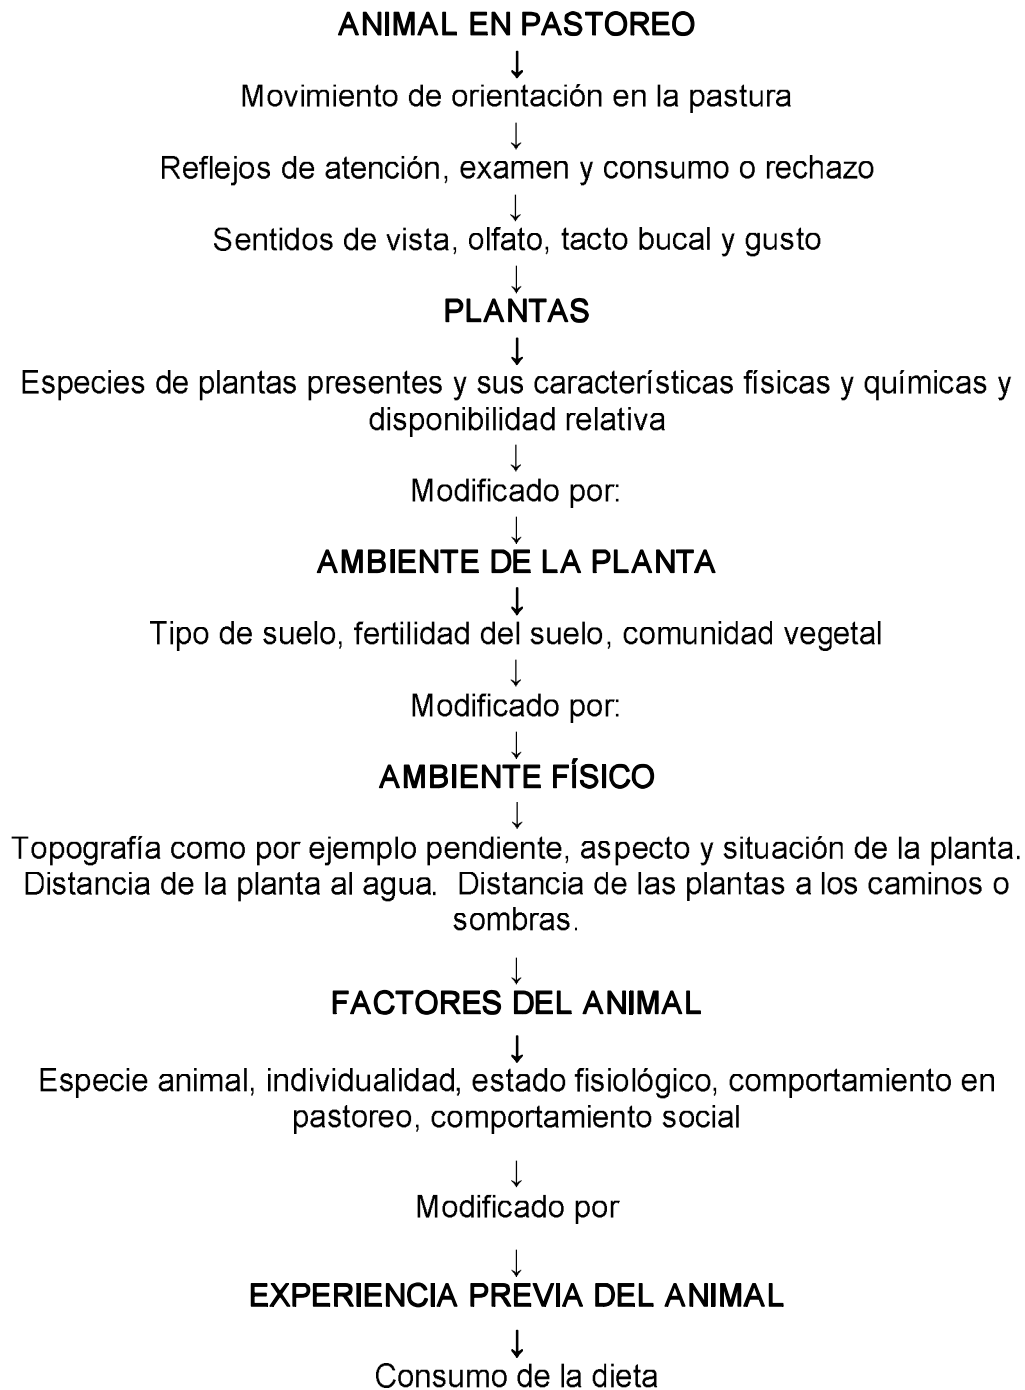 ANIMAL EN PASTOREO
↓
Movimiento de orientación en la pastura
↓
Reflejos de atención, examen y consumo o rechazo
↓
Sentidos de vista, olfato, tacto bucal y gusto
↓
PLANTAS
↓
Especies de plantas presentes y sus características físicas y químicas y
disponibilidad relativa
↓
Modificado por:
↓
AMBIENTE DE LA PLANTA
↓
Tipo de suelo, fertilidad del suelo, comunidad vegetal
↓
Modificado por:
↓
AMBIENTE FÍSICO
↓
Topografía como por ejemplo pendiente, aspecto y situación de la planta.
Distancia de la planta al agua.  Distancia de las plantas a los caminos o
sombras.
↓
FACTORES DEL ANIMAL
↓
Especie animal, individualidad, estado fisiológico, comportamiento en
pastoreo, comportamiento social
↓
Modificado por
↓
EXPERIENCIA PREVIA DEL ANIMAL
↓
Consumo de la dieta